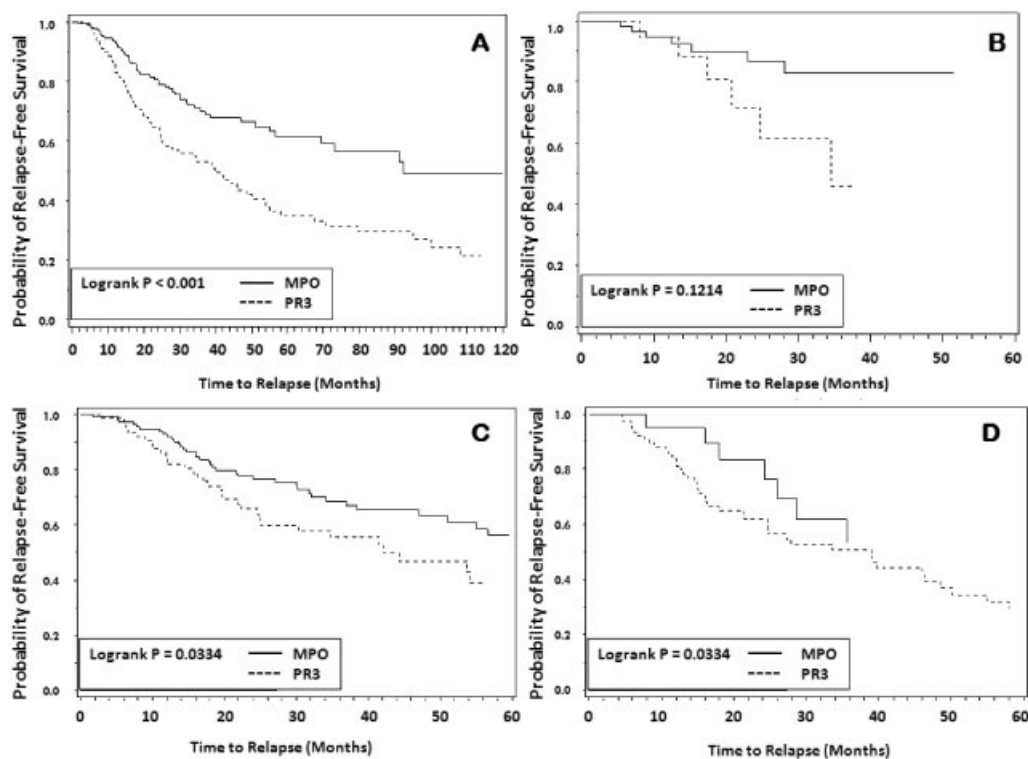 A
Probability of Relapse-Free Survival
1.0
0.8
0.6
0.4
0.2
0.0
Logrank P < 0.001
MPO
PR3
0 10 20 30 40 50 60 70 80 90 100 110 120
Time to Relapse (Months)
B
Probability of Relapse-Free Survival
1.0
0.8
0.6
0.4
0.2
0.0
Logrank P = 0.1214
MPO
PR3
0 10 20 30 40 50 60
Time to Relapse (Months)
C
Probability of Relapse-Free Survival
1.0
0.8
0.6
0.4
0.2
0.0
Logrank P = 0.0334
MPO
PR3
0 10 20 30 40 50 60
Time to Relapse (Months)
D
Probability of Relapse-Free Survival
1.0
0.8
0.6
0.4
0.2
0.0
Logrank P = 0.0334
MPO
PR3
0 10 20 30 40 50 60
Time to Relapse (Months)